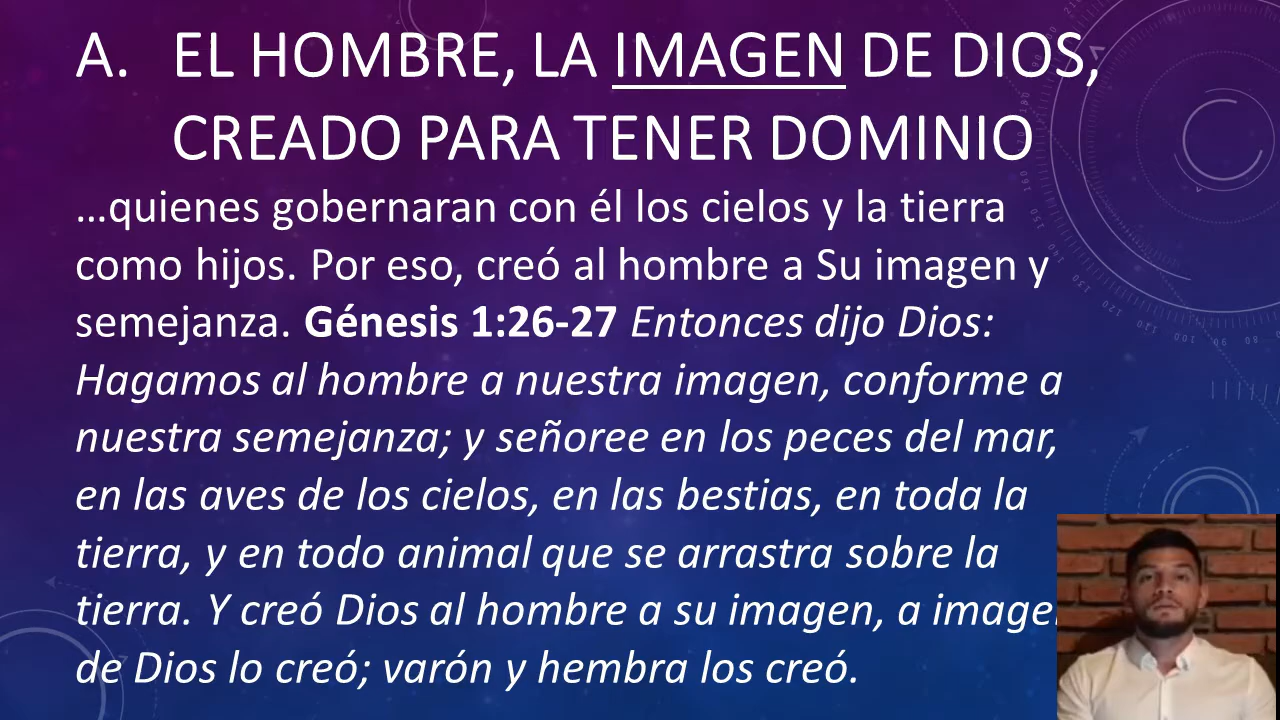 A. EL HOMBRE, LA IMAGEN DE DIOS,
CREADO PARA TENER DOMINIO
...quienes gobernaran con él los cielos y la tierra
como hijos. Por eso, creó al hombre a Su imagen y
semejanza. Génesis 1:26-27 Entonces dijo Dios:
Hagamos al hombre a nuestra imagen, conforme a
nuestra semejanza; y señoree en los peces del mar,
en las aves de los cielos, en las bestias, en toda la
tierra, y en todo animal que se arrastra sobre la
tierra. Y creó Dios al hombre a su imagen, a image
de Dios lo creó; varón y hembra los creó.